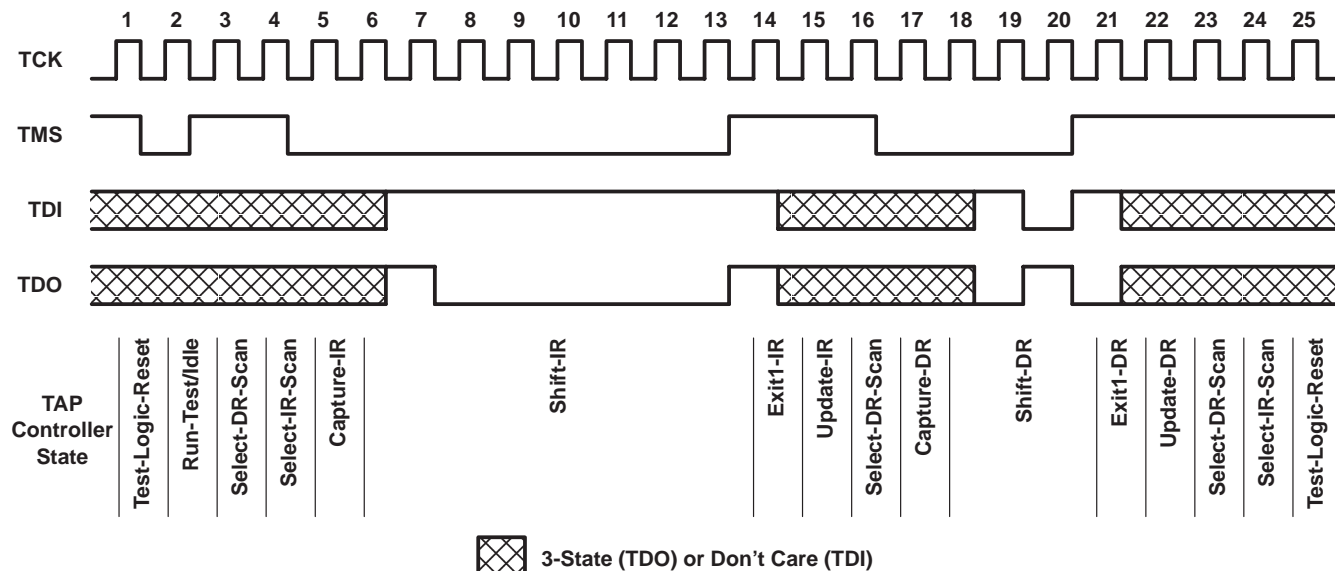 1 2 3 4 5 6 7 8 9 10 11 12 13 14 15 16 17 18 19 20 21 22 23 24 25
TCK
TMS
TDI
TDO
TAP
Controller
State
Test-Logic-Reset
Run-Test/Idle
Select-DR-Scan
Select-IR-Scan
Capture-IR
Shift-IR
Exit1-IR
Update-IR
Select-DR-Scan
Capture-DR
Shift-DR
Exit1-DR
Update-DR
Select-DR-Scan
Select-IR-Scan
Test-Logic-Reset
3-State (TDO) or Don't Care (TDI)